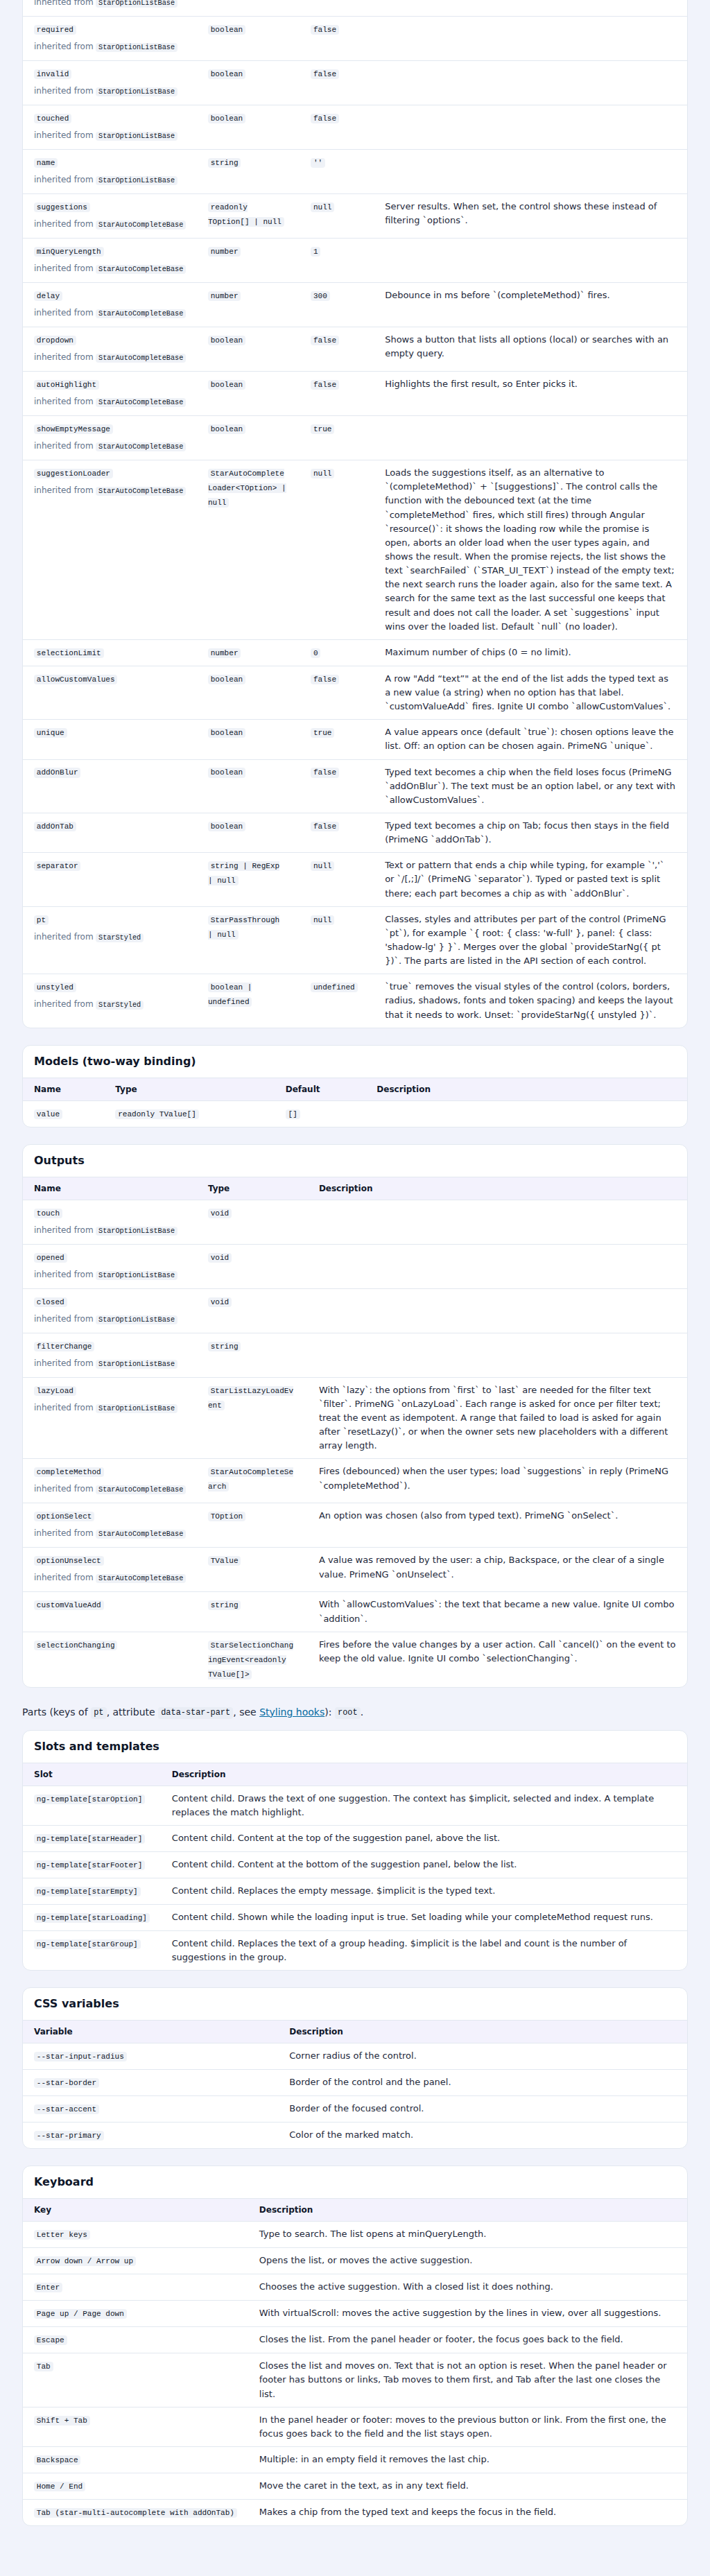 inherited from StarOptionListBase
required boolean false
inherited from StarOptionListBase
invalid boolean false
inherited from StarOptionListBase
touched boolean false
inherited from StarOptionListBase
name string ''
inherited from StarOptionListBase
suggestions readonly null Server results. When set, the control shows these instead of
TOption[] | null filtering `options`.
inherited from StarAutoCompleteBase
minQueryLength number 1
inherited from StarAutoCompleteBase
delay number 300 Debounce in ms before `(completeMethod)` fires.
inherited from StarAutoCompleteBase
dropdown boolean false Shows a button that lists all options (local) or searches with an
inherited from StarAutoCompleteBase empty query.
autoHighlight boolean false Highlights the first result, so Enter picks it.
inherited from StarAutoCompleteBase
showEmptyMessage boolean true
inherited from StarAutoCompleteBase
suggestionLoader StarAutoComplete null Loads the suggestions itself, as an alternative to
inherited from StarAutoCompleteBase Loader<TOption> | `(completeMethod)` + `[suggestions]`. The control calls the
null function with the debounced text (at the time
`completeMethod` fires, which still fires) through Angular
`resource()`: it shows the loading row while the promise is
open, aborts an older load when the user types again, and
shows the result. When the promise rejects, the list shows the
text `searchFailed` (`STAR_UI_TEXT`) instead of the empty text;
the next search runs the loader again, also for the same text. A
search for the same text as the last successful one keeps that
result and does not call the loader. A set `suggestions` input
wins over the loaded list. Default `null` (no loader).
selectionLimit number 0 Maximum number of chips (0 = no limit).
allowCustomValues boolean false A row "Add “text”" at the end of the list adds the typed text as
a new value (a string) when no option has that label.
`customValueAdd` fires. Ignite UI combo `allowCustomValues`.
unique boolean true A value appears once (default `true`): chosen options leave the
list. Off: an option can be chosen again. PrimeNG `unique`.
addOnBlur boolean false Typed text becomes a chip when the field loses focus (PrimeNG
`addOnBlur`). The text must be an option label, or any text with
`allowCustomValues`.
addOnTab boolean false Typed text becomes a chip on Tab; focus then stays in the field
(PrimeNG `addOnTab`).
separator string | RegExp null Text or pattern that ends a chip while typing, for example `','`
| null or `/[,;]/` (PrimeNG `separator`). Typed or pasted text is split
there; each part becomes a chip as with `addOnBlur`.
pt StarPassThrough null Classes, styles and attributes per part of the control (PrimeNG
inherited from StarStyled | null `pt`), for example `{ root: { class: 'w-full' }, panel: { class:
'shadow-lg' } }`. Merges over the global `provideStarNg({ pt
})`. The parts are listed in the API section of each control.
unstyled boolean | undefined `true` removes the visual styles of the control (colors, borders,
inherited from StarStyled undefined radius, shadows, fonts and token spacing) and keeps the layout
that it needs to work. Unset: `provideStarNg({ unstyled })`.
Models (two-way binding)
Name Type Default Description
value readonly TValue[] []
Outputs
Name Type Description
touch void
inherited from StarOptionListBase
opened void
inherited from StarOptionListBase
closed void
inherited from StarOptionListBase
filterChange string
inherited from StarOptionListBase
lazyLoad StarListLazyLoadEv With `lazy`: the options from `first` to `last` are needed for the filter text
inherited from StarOptionListBase ent `filter`. PrimeNG `onLazyLoad`. Each range is asked for once per filter text;
treat the event as idempotent. A range that failed to load is asked for again
after `resetLazy()`, or when the owner sets new placeholders with a different
array length.
completeMethod StarAutoCompleteSe Fires (debounced) when the user types; load `suggestions` in reply (PrimeNG
inherited from StarAutoCompleteBase arch `completeMethod`).
optionSelect TOption An option was chosen (also from typed text). PrimeNG `onSelect`.
inherited from StarAutoCompleteBase
optionUnselect TValue A value was removed by the user: a chip, Backspace, or the clear of a single
inherited from StarAutoCompleteBase value. PrimeNG `onUnselect`.
customValueAdd string With `allowCustomValues`: the text that became a new value. Ignite UI combo
`addition`.
selectionChanging StarSelectionChang Fires before the value changes by a user action. Call `cancel()` on the event to
ingEvent<readonly keep the old value. Ignite UI combo `selectionChanging`.
TValue[]>
Parts (keys of pt, attribute data-star-part, see Styling hooks): root.
Slots and templates
Slot Description
ng-template[starOption] Content child. Draws the text of one suggestion. The context has $implicit, selected and index. A template
replaces the match highlight.
ng-template[starHeader] Content child. Content at the top of the suggestion panel, above the list.
ng-template[starFooter] Content child. Content at the bottom of the suggestion panel, below the list.
ng-template[starEmpty] Content child. Replaces the empty message. $implicit is the typed text.
ng-template[starLoading] Content child. Shown while the loading input is true. Set loading while your completeMethod request runs.
ng-template[starGroup] Content child. Replaces the text of a group heading. $implicit is the label and count is the number of
suggestions in the group.
CSS variables
Variable Description
--star-input-radius Corner radius of the control.
--star-border Border of the control and the panel.
--star-accent Border of the focused control.
--star-primary Color of the marked match.
Keyboard
Key Description
Letter keys Type to search. The list opens at minQueryLength.
Arrow down / Arrow up Opens the list, or moves the active suggestion.
Enter Chooses the active suggestion. With a closed list it does nothing.
Page up / Page down With virtualScroll: moves the active suggestion by the lines in view, over all suggestions.
Escape Closes the list. From the panel header or footer, the focus goes back to the field.
Tab Closes the list and moves on. Text that is not an option is reset. When the panel header or
footer has buttons or links, Tab moves to them first, and Tab after the last one closes the
list.
Shift + Tab In the panel header or footer: moves to the previous button or link. From the first one, the
focus goes back to the field and the list stays open.
Backspace Multiple: in an empty field it removes the last chip.
Home / End Move the caret in the text, as in any text field.
Tab (star-multi-autocomplete with addOnTab) Makes a chip from the typed text and keeps the focus in the field.